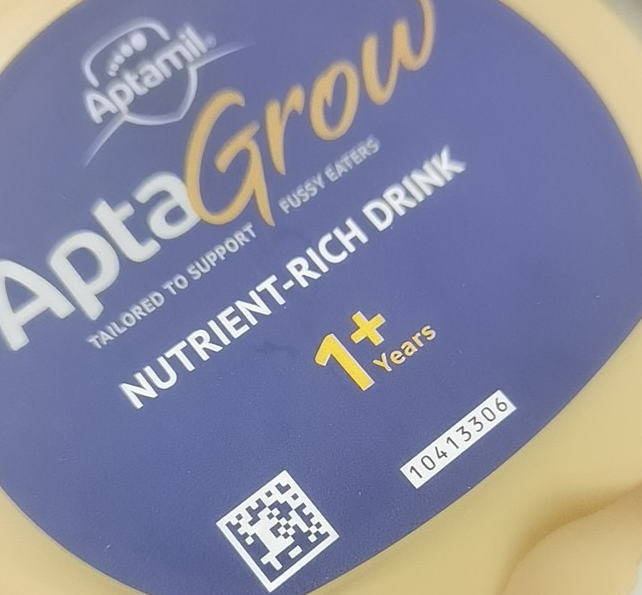 Aptamil
AptaGrow
TAILORED TO SUPPORT FUSSY EATERS
NUTRIENT-RICH DRINK
1+ Years
10413306